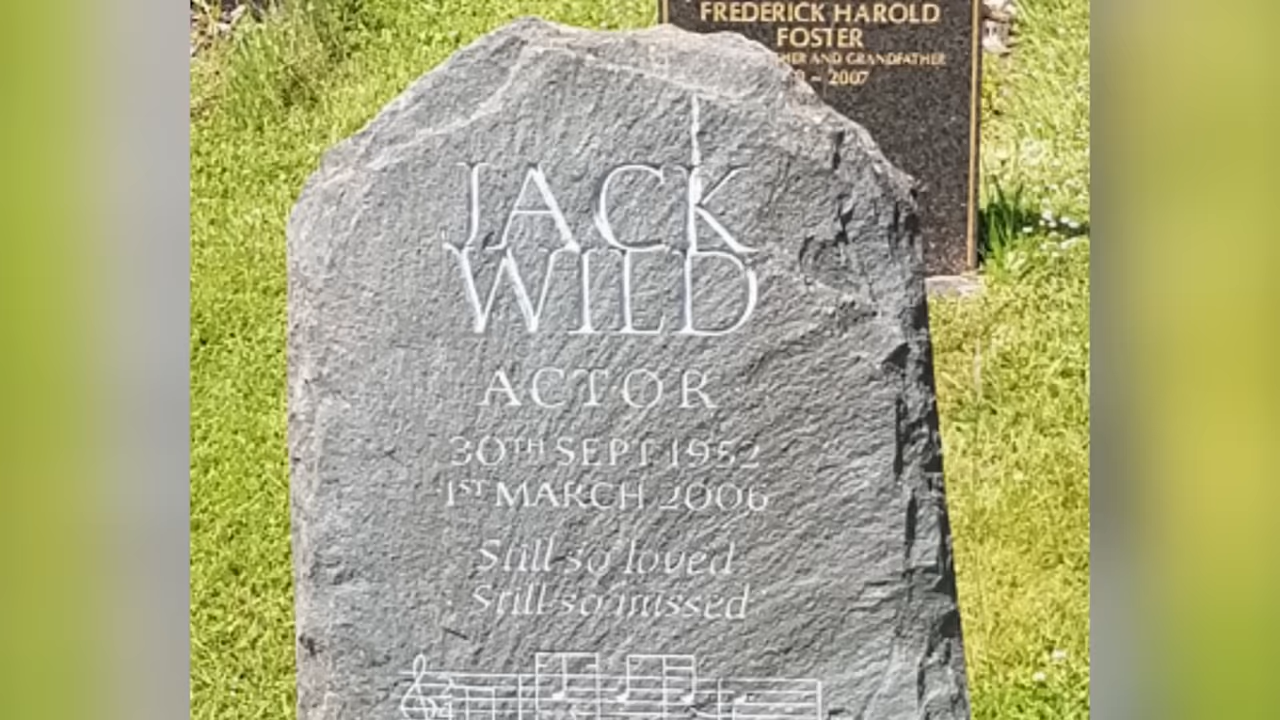 FREDERICK HAROLD
FOSTER
AND GRANDFATHER
~ 2007
JACK
WILD
ACTOR
30TH SEPT 1952
1ST MARCH 2006
Still so loved
Still so missed